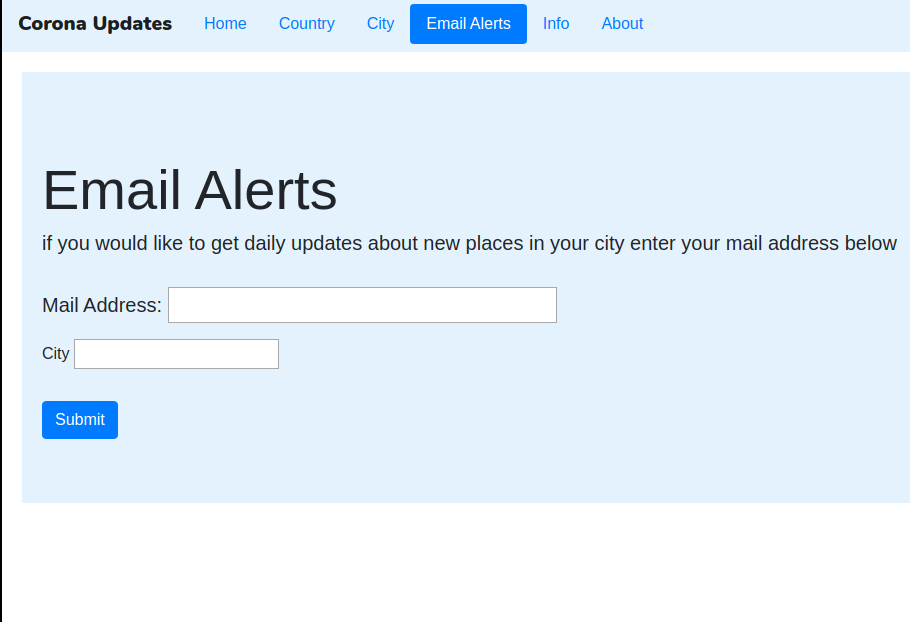 Corona Updates Home Country City Email Alerts Info About
Email Alerts
if you would like to get daily updates about new places in your city enter your mail address below
Mail Address:
City
Submit